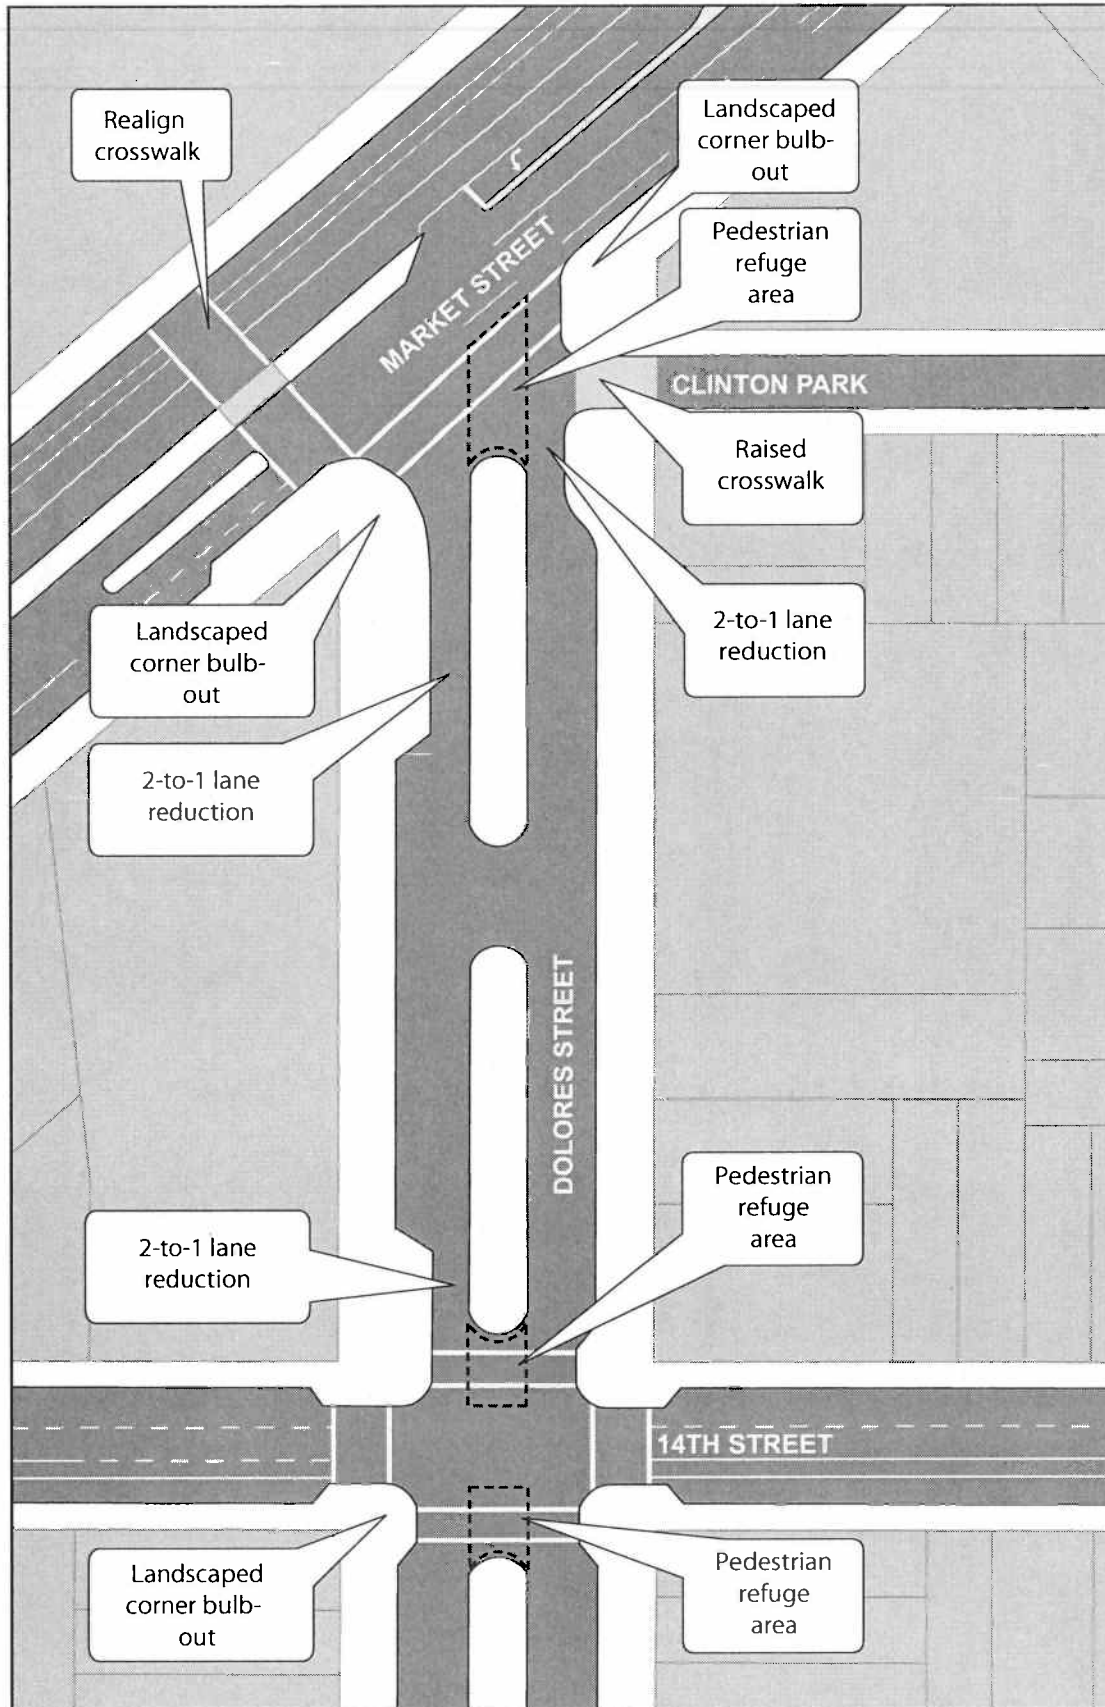 Realign
crosswalk
Landscaped
corner bulb-
out
Pedestrian
refuge
area
MARKET STREET
CLINTON PARK
Raised
crosswalk
2-to-1 lane
reduction
Landscaped
corner bulb-
out
2-to-1 lane
reduction
DOLORES STREET
Pedestrian
refuge
area
2-to-1 lane
reduction
14TH STREET
Landscaped
corner bulb-
out
Pedestrian
refuge
area